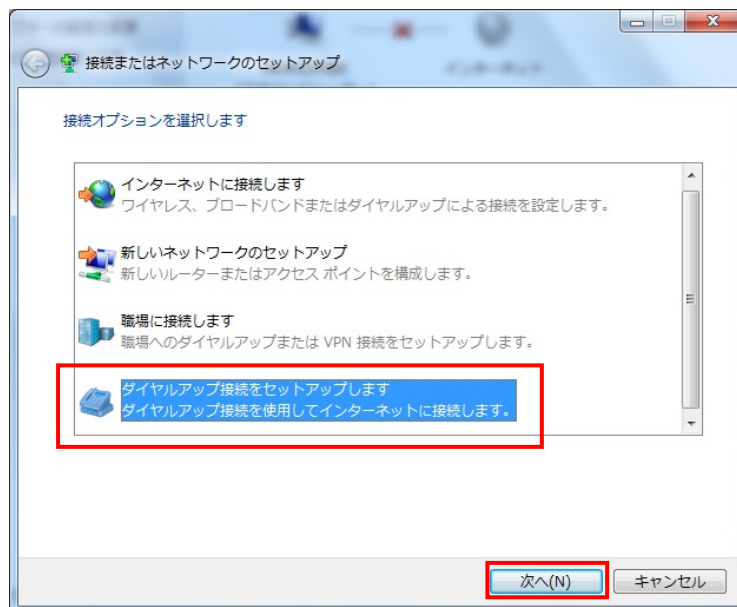 接続またはネットワークのセットアップ
接続オプションを選択します
インターネットに接続します
ワイヤレス、ブロードバンドまたはダイヤルアップによる接続を設定します。
新しいネットワークのセットアップ
新しいルーターまたはアクセス ポイントを構成します。
職場に接続します
職場へのダイヤルアップまたは VPN 接続をセットアップします。
ダイヤルアップ接続をセットアップします
ダイヤルアップ接続を使用してインターネットに接続します。
次へ(N)
キャンセル